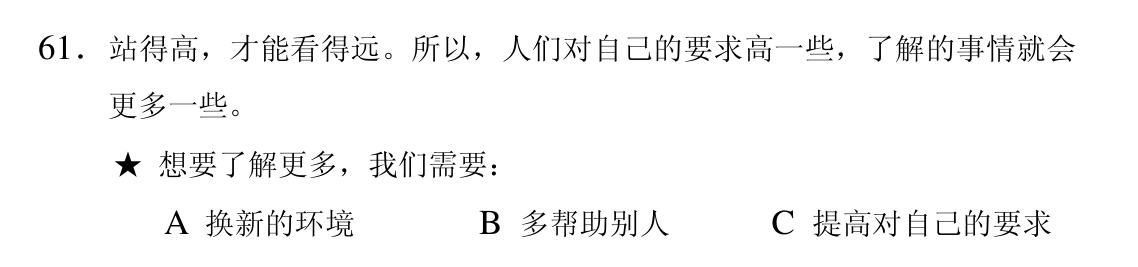 61. 站得高，才能看得远。所以，人们对自己的要求高一些，了解的事情就会
更多一些。
★ 想要了解更多，我们需要：
A 换新的环境 B 多帮助别人 C 提高对自己的要求